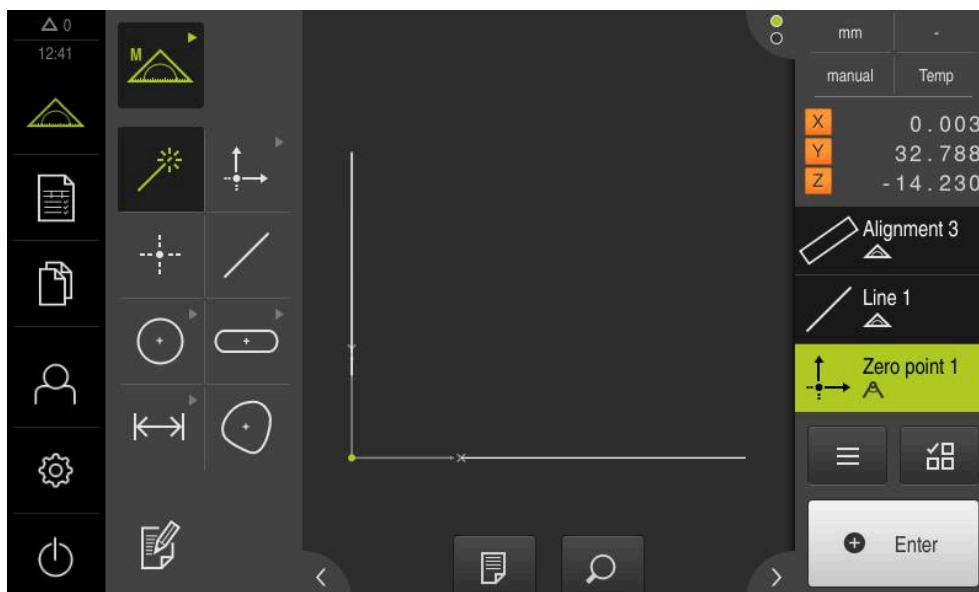 0
12:41
M
mm
-
manual
Temp
X 0.003
Y 32.788
Z -14.230
Alignment 3
Line 1
Zero point 1
Y
X
Enter